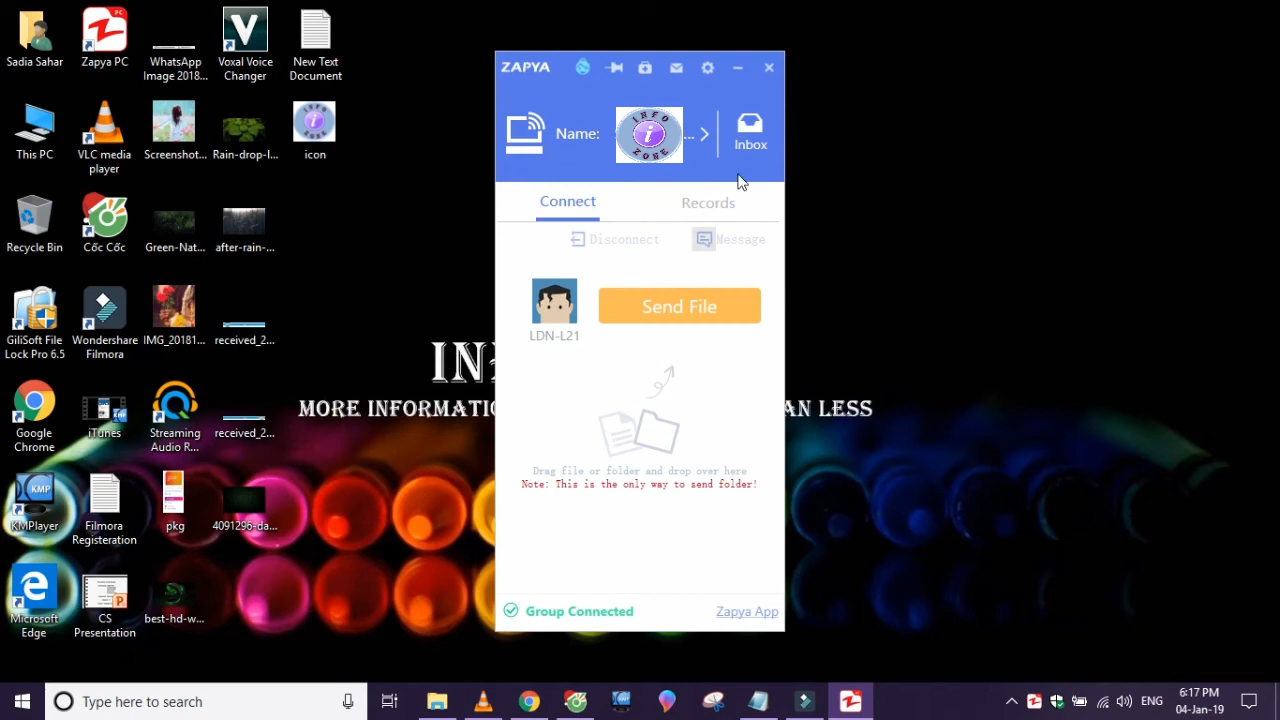 Sadia Sahar
Zapya PC
WhatsApp
Image 2018...
Voxal Voice
Changer
New Text
Document
This PC
VLC media
player
Screenshot...
Rain-drop-I...
icon
Recycle Bin
Cốc Cốc
Green-Nat...
after-rain-...
GiliSoft File
Lock Pro 6.5
Wondershare
Filmora
IMG_20181...
received_2...
Google
Chrome
iTunes
Streaming
Audio R...
received_2...
KMPlayer
Filmora
Registeration
pkg
4091296-da...
Microsoft
Edge
CS
Presentation
best-hd-w...
MORE INFORMATIO
AN LESS
ZAPYA
Name:
INFO
ZONE
...
Inbox
Connect
Records
Disconnect
Message
LDN-L21
Send File
Drag file or folder and drop over here
Note: This is the only way to send folder!
Group Connected
Zapya App
Type here to search
ENG
6:17 PM
04-Jan-19